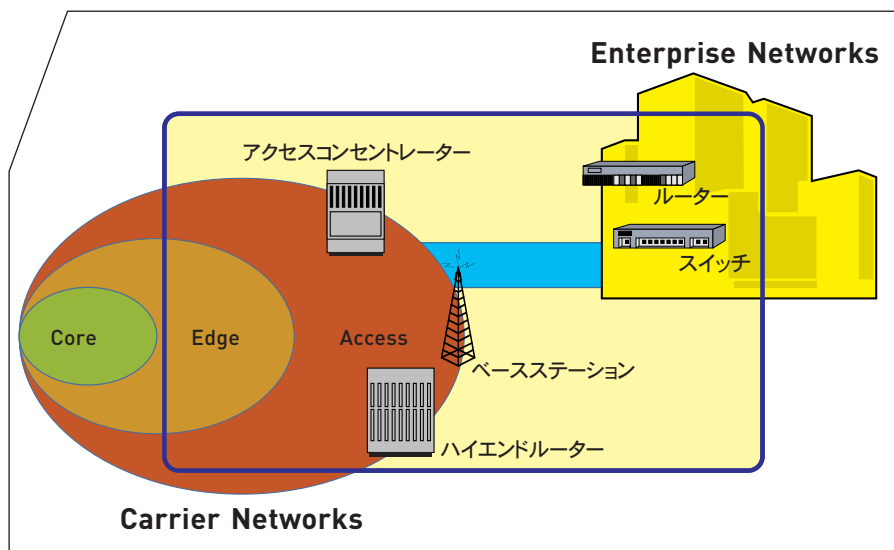 Enterprise Networks
アクセスコンセントレーター
ルーター
スイッチ
Core
Edge
Access
ベースステーション
ハイエンドルーター
Carrier Networks